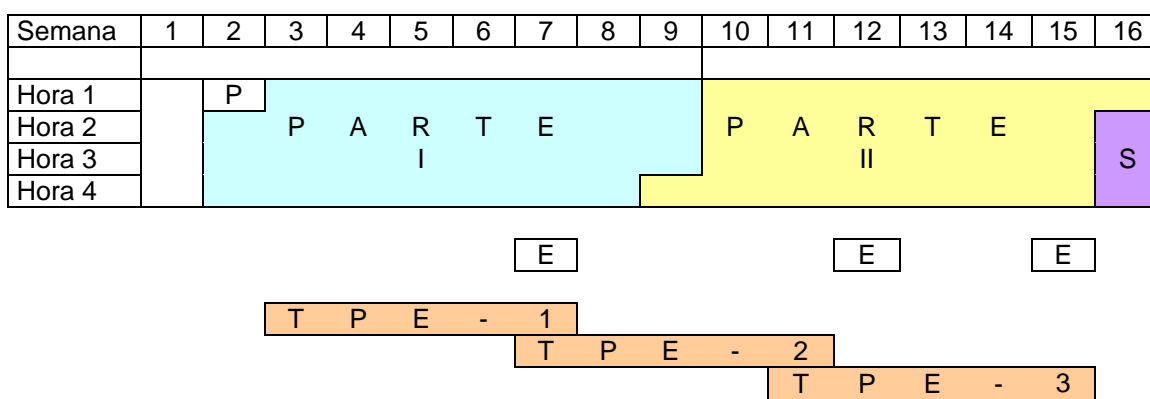 Semana 1 2 3 4 5 6 7 8 9 10 11 12 13 14 15 16
Hora 1 P
Hora 2 P A R T E P A R T E
Hora 3 I II S
Hora 4
E E E
T P E - 1
T P E - 2
T P E - 3